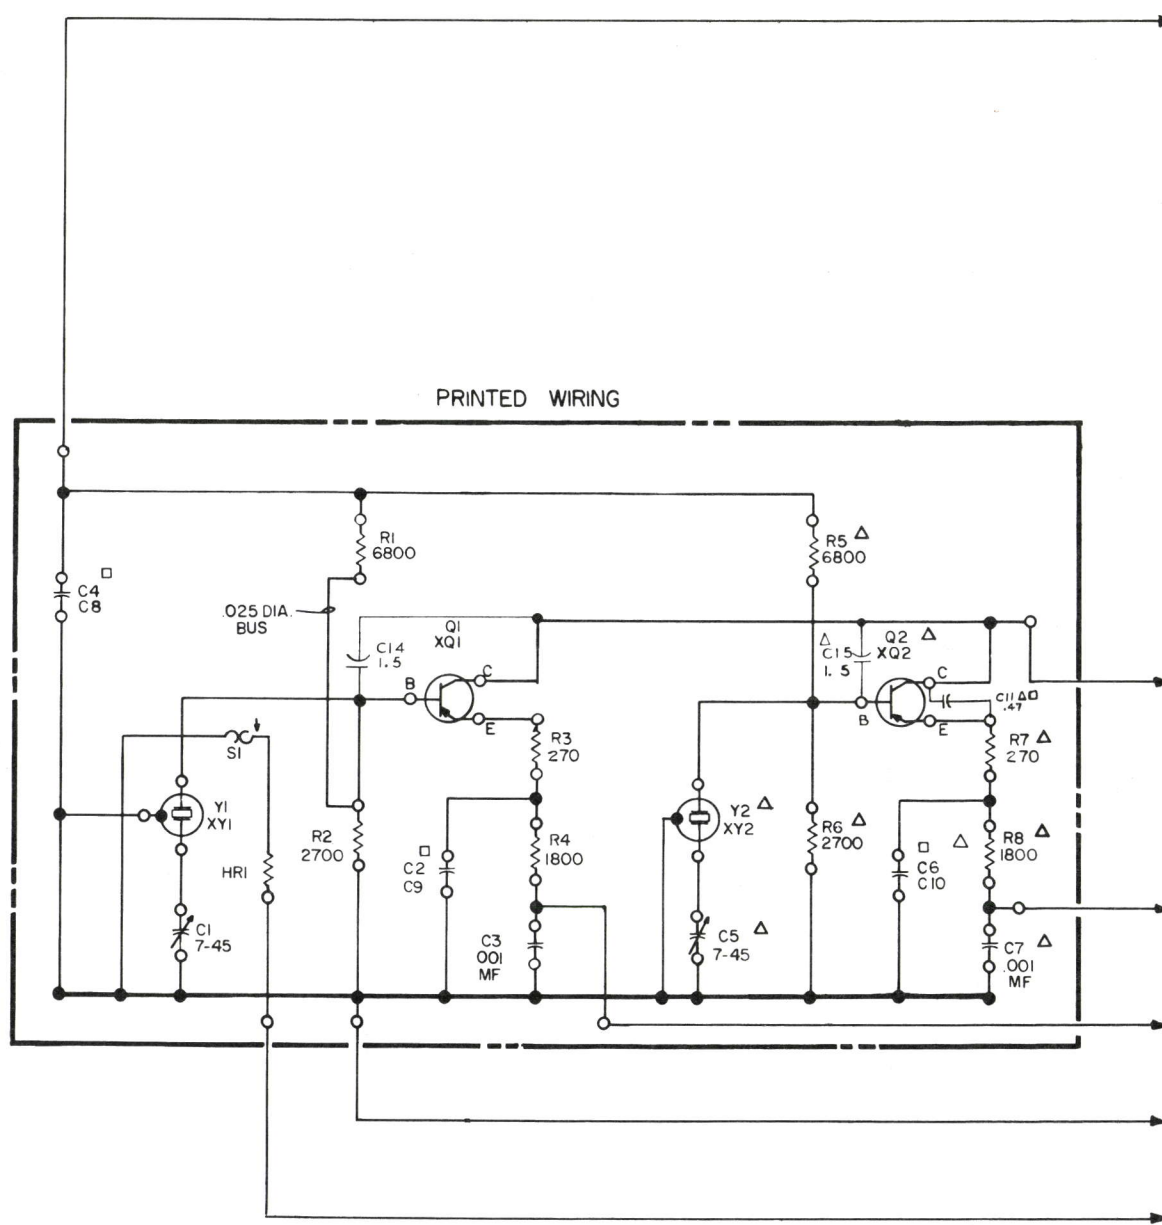 PRINTED WIRING
R1
6800
R5 △
6800
C4 □
C8
.025 DIA.
BUS
C14
1.5
Q1
XQ1
C
B
E
△
C15
1.5
Q2 △
XQ2
C
B
E
C11 △ □
.47
S1
R3
270
R7 △
270
Y1
XY1
R2
2700
HR1
C1
7-45
□
C2
C9
R4
1800
C3
001
MF
Y2 △
XY2
R6 △
2700
C5 △
7-45
□ △
C6
C10
R8 △
1800
C7 △
.001
MF